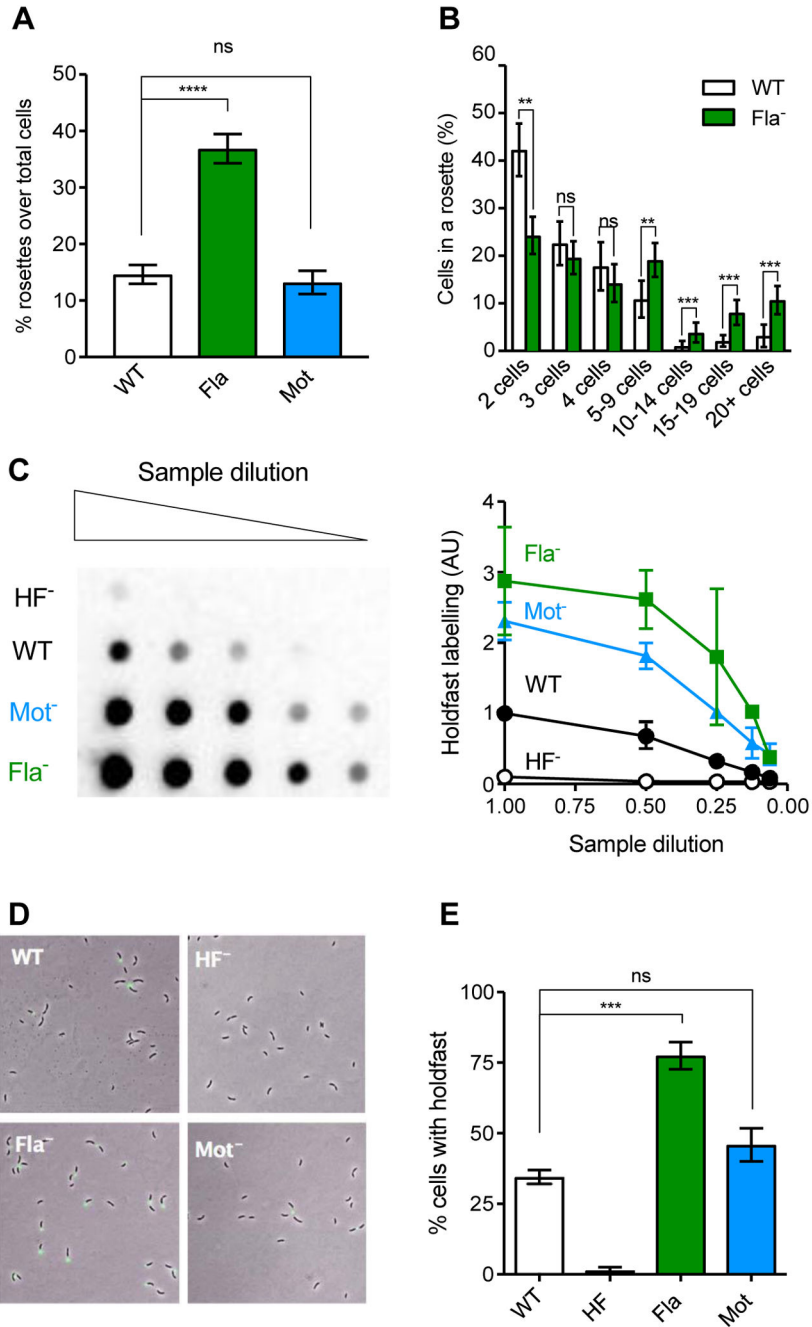 A
ns
****
50
40
30
20
10
0
% rosettes over total cells
WT
Fla
Mot
B
60
50
40
30
20
10
0
Cells in a rosette (%)
WT
Fla-
**
ns
ns
**
***
***
***
2 cells
3 cells
4 cells
5-9 cells
10-14 cells
15-19 cells
20+ cells
C
Sample dilution
HF-
WT
Mot-
Fla-
4
3
2
1
0
Holdfast labelling (AU)
Fla-
Mot-
WT
HF-
1.00
0.75
0.50
0.25
0.00
Sample dilution
D
WT
HF-
Fla-
Mot-
E
ns
***
100
75
50
25
0
% cells with holdfast
WT
HF
Fla
Mot